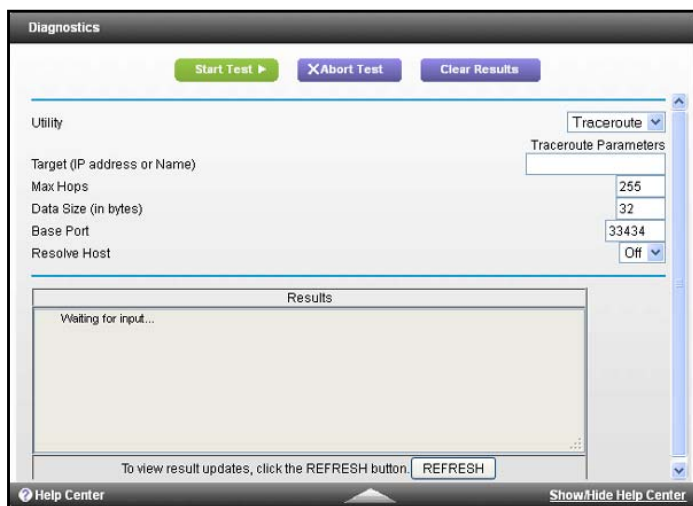 Diagnostics
Start Test
XAbort Test
Clear Results
Utility
Traceroute
Traceroute Parameters
Target (IP address or Name)
Max Hops
255
Data Size (in bytes)
32
Base Port
33434
Resolve Host
Off
Results
Waiting for input...
To view result updates, click the REFRESH button.
REFRESH
Help Center
Show/Hide Help Center